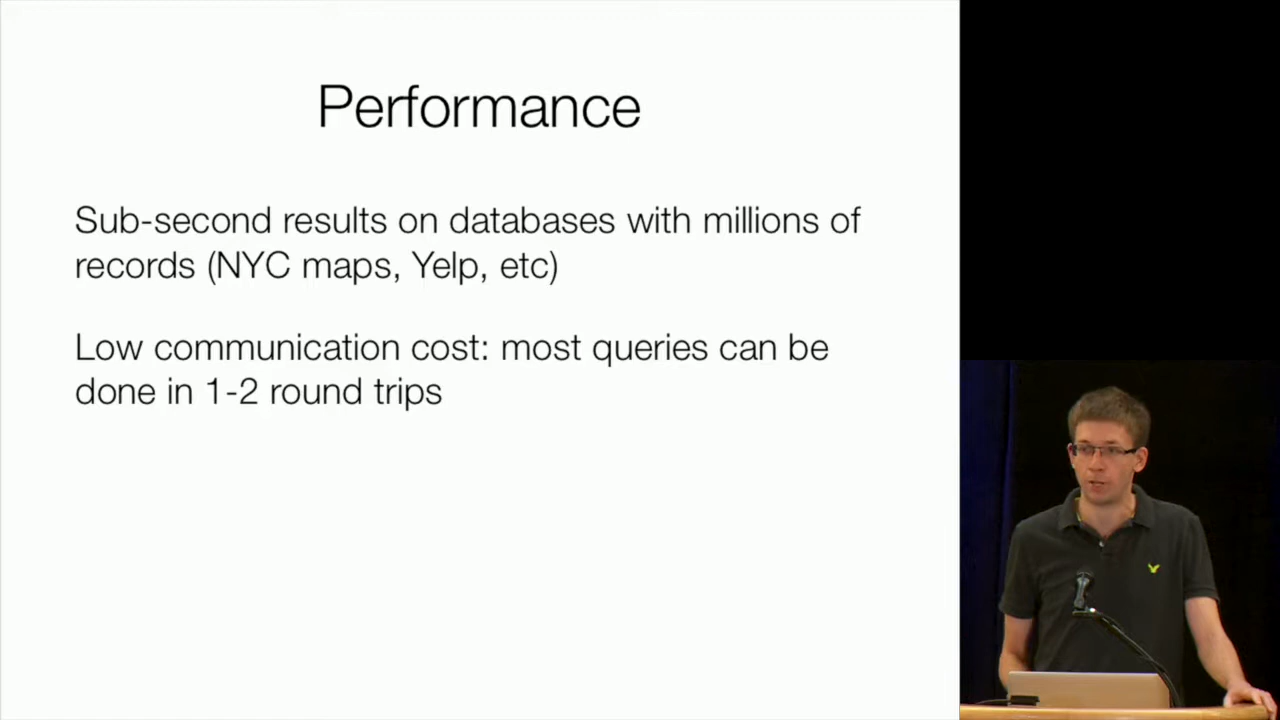 Performance
Sub-second results on databases with millions of
records (NYC maps, Yelp, etc)
Low communication cost: most queries can be
done in 1-2 round trips